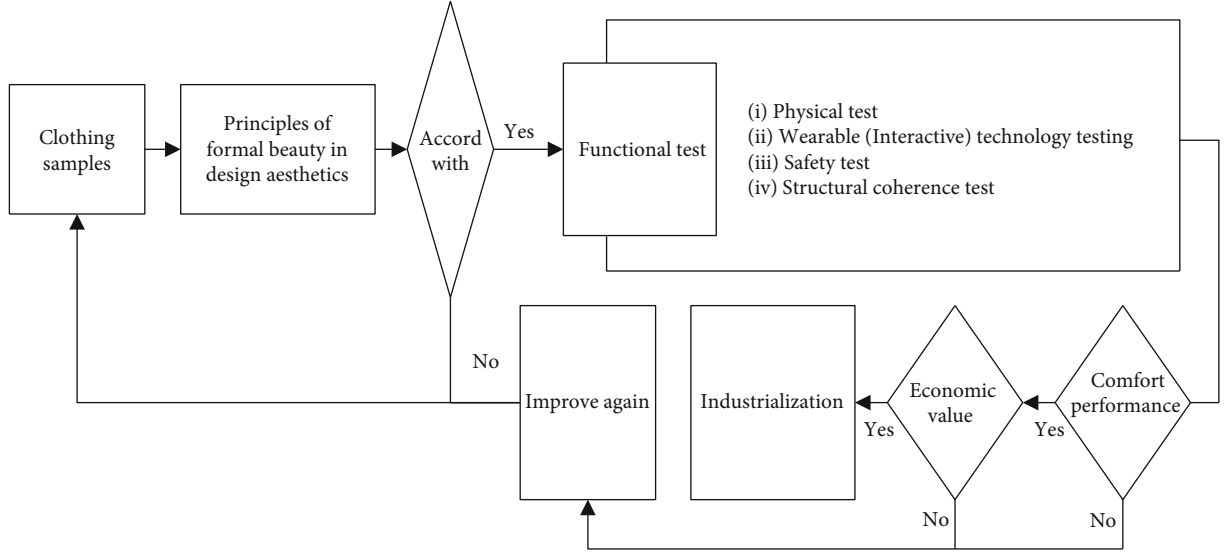 Clothing
samples
Principles of
formal beauty in
design aesthetics
Accord
with
Yes
Functional test
(i) Physical test
(ii) Wearable (Interactive) technology testing
(iii) Safety test
(iv) Structural coherence test
No
Improve again
Industrialization
Yes
Economic
value
No
Yes
Comfort
performance
No